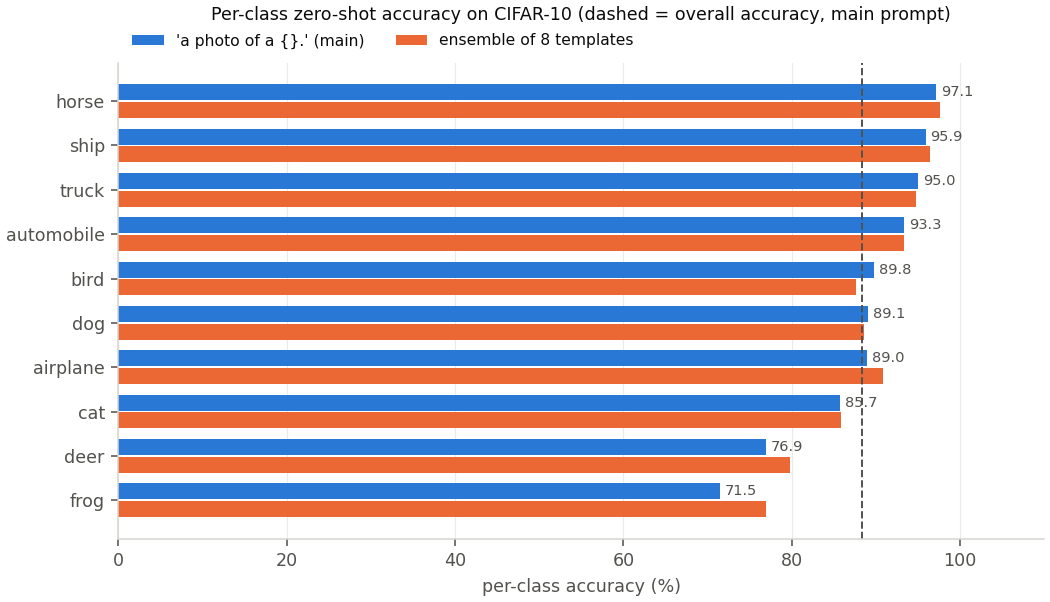 Per-class zero-shot accuracy on CIFAR-10 (dashed = overall accuracy, main prompt)
'a photo of a {}.' (main) ensemble of 8 templates
horse 97.1
ship 95.9
truck 95.0
automobile 93.3
bird 89.8
dog 89.1
airplane 89.0
cat 85.7
deer 76.9
frog 71.5
0 20 40 60 80 100
per-class accuracy (%)